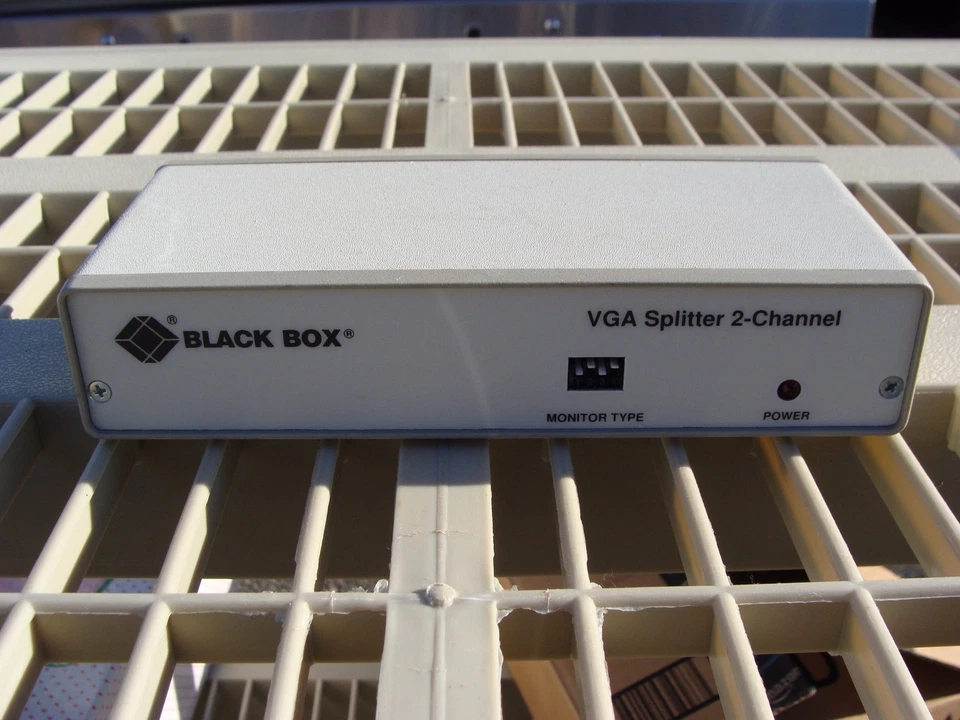 BLACK BOX®
VGA Splitter 2-Channel
MONITOR TYPE
POWER